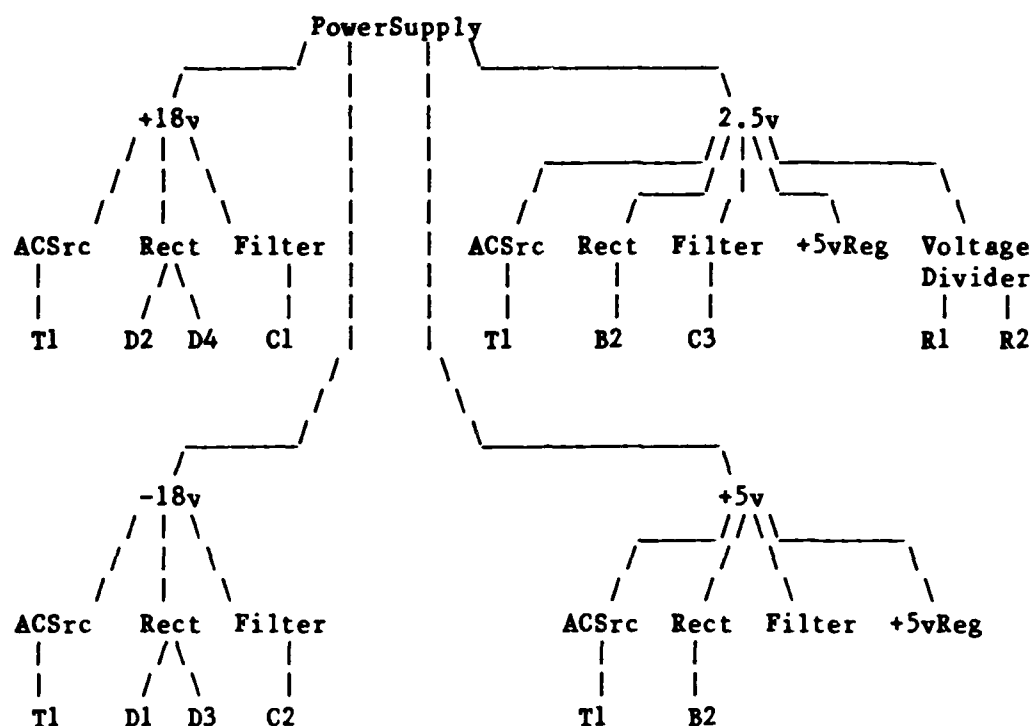 PowerSupply
+18v 2.5v
ACSrc Rect Filter ACSrc Rect Filter +5vReg Voltage
Divider
T1 D2 D4 C1 T1 B2 C3 R1 R2
-18v +5v
ACSrc Rect Filter ACSrc Rect Filter +5vReg
T1 D1 D3 C2 T1 B2